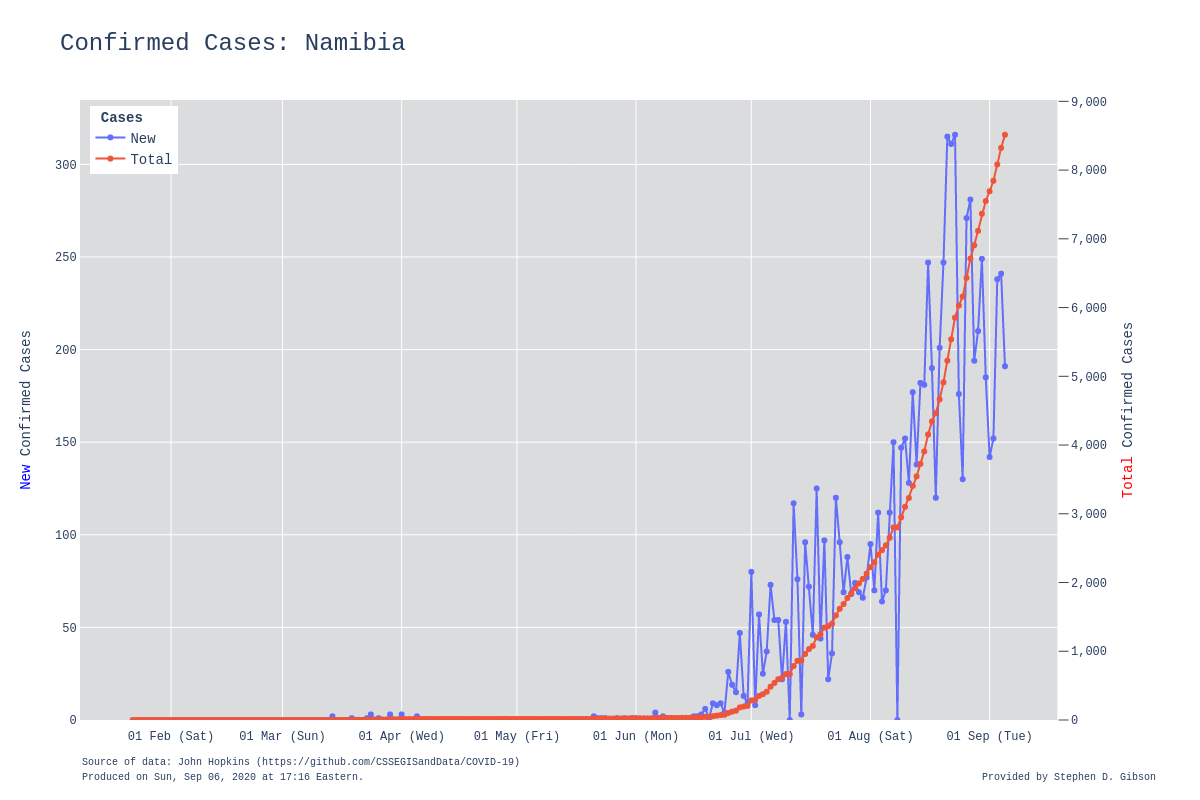 Confirmed Cases: Namibia
Cases
New
Total
300
250
200
150
100
50
0
9,000
8,000
7,000
6,000
5,000
4,000
3,000
2,000
1,000
0
New Confirmed Cases
Total Confirmed Cases
01 Feb (Sat)
01 Mar (Sun)
01 Apr (Wed)
01 May (Fri)
01 Jun (Mon)
01 Jul (Wed)
01 Aug (Sat)
01 Sep (Tue)
Source of data: John Hopkins (https://github.com/CSSEGISandData/COVID-19)
Produced on Sun, Sep 06, 2020 at 17:16 Eastern.
Provided by Stephen D. Gibson